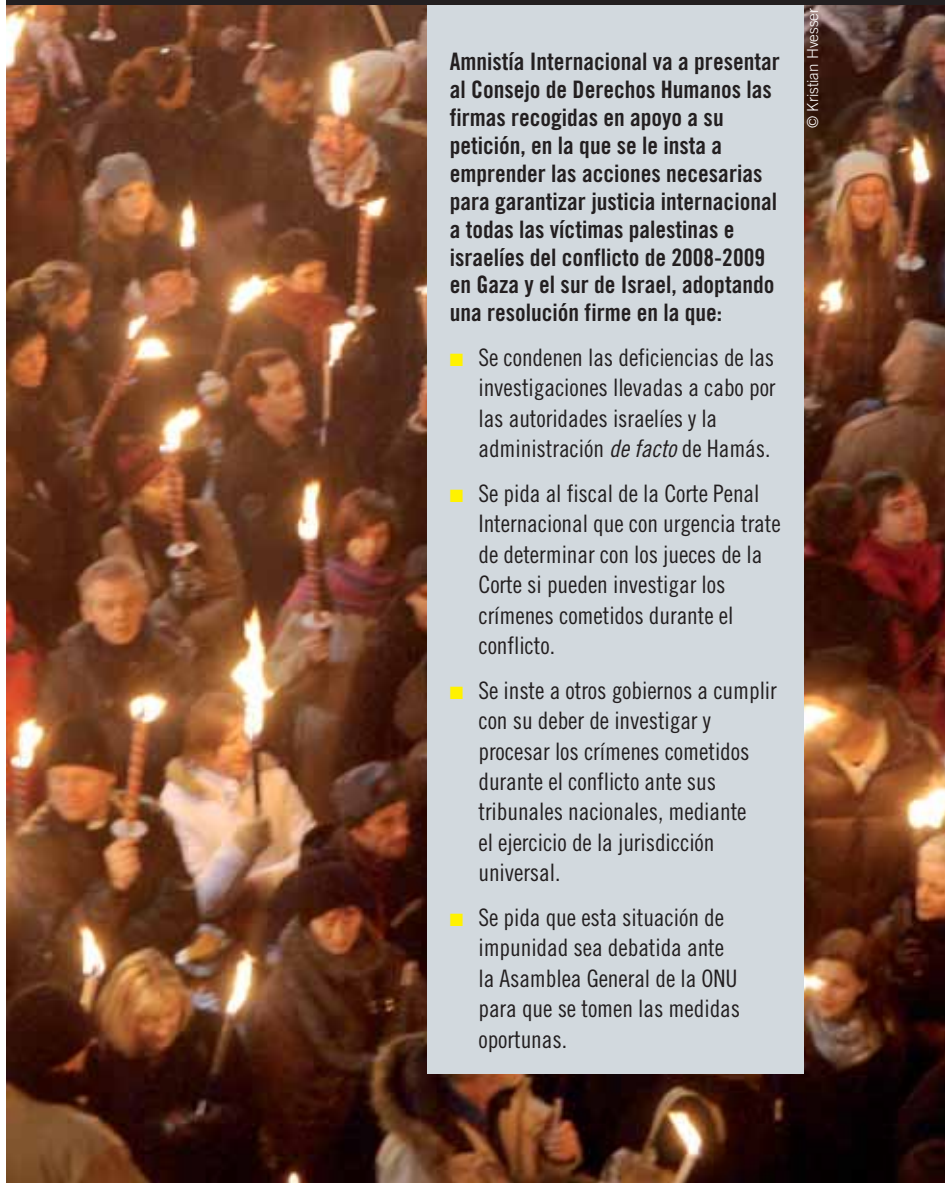 © Kristian Hvesser
Amnistía Internacional va a presentar
al Consejo de Derechos Humanos las
firmas recogidas en apoyo a su
petición, en la que se le insta a
emprender las acciones necesarias
para garantizar justicia internacional
a todas las víctimas palestinas e
israelíes del conflicto de 2008-2009
en Gaza y el sur de Israel, adoptando
una resolución firme en la que:
Se condenen las deficiencias de las
investigaciones llevadas a cabo por
las autoridades israelíes y la
administración de facto de Hamás.
Se pida al fiscal de la Corte Penal
Internacional que con urgencia trate
de determinar con los jueces de la
Corte si pueden investigar los
crímenes cometidos durante el
conflicto.
Se inste a otros gobiernos a cumplir
con su deber de investigar y
procesar los crímenes cometidos
durante el conflicto ante sus
tribunales nacionales, mediante
el ejercicio de la jurisdicción
universal.
Se pida que esta situación de
impunidad sea debatida ante
la Asamblea General de la ONU
para que se tomen las medidas
oportunas.